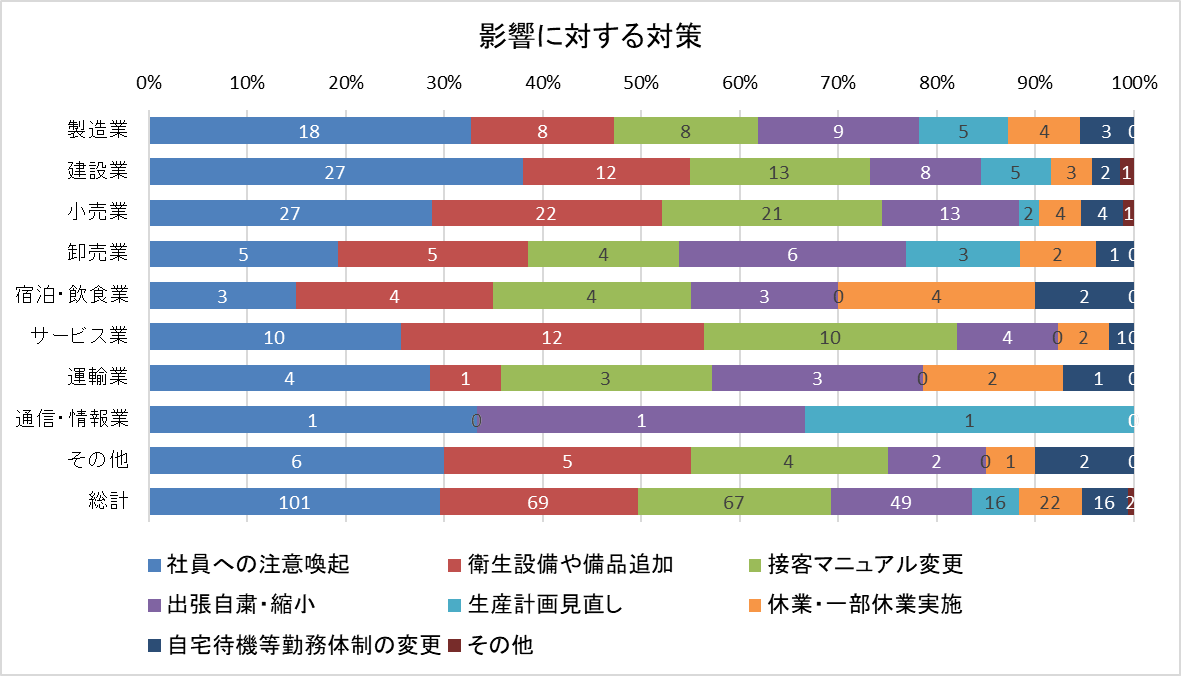 影響に対する対策
0% 10% 20% 30% 40% 50% 60% 70% 80% 90% 100%
製造業 18 8 8 9 5 4 3 0
建設業 27 12 13 8 5 3 2 1
小売業 27 22 21 13 2 4 4 1
卸売業 5 5 4 6 3 2 1 0
宿泊・飲食業 3 4 4 3 0 4 2 0
サービス業 10 12 10 4 0 2 1 0
運輸業 4 1 3 3 0 2 1 0
通信・情報業 1 0 1 1 0
その他 6 5 4 2 0 1 2 0
総計 101 69 67 49 16 22 16 2
社員への注意喚起 衛生設備や備品追加 接客マニュアル変更
出張自粛・縮小 生産計画見直し 休業・一部休業実施
自宅待機等勤務体制の変更 その他